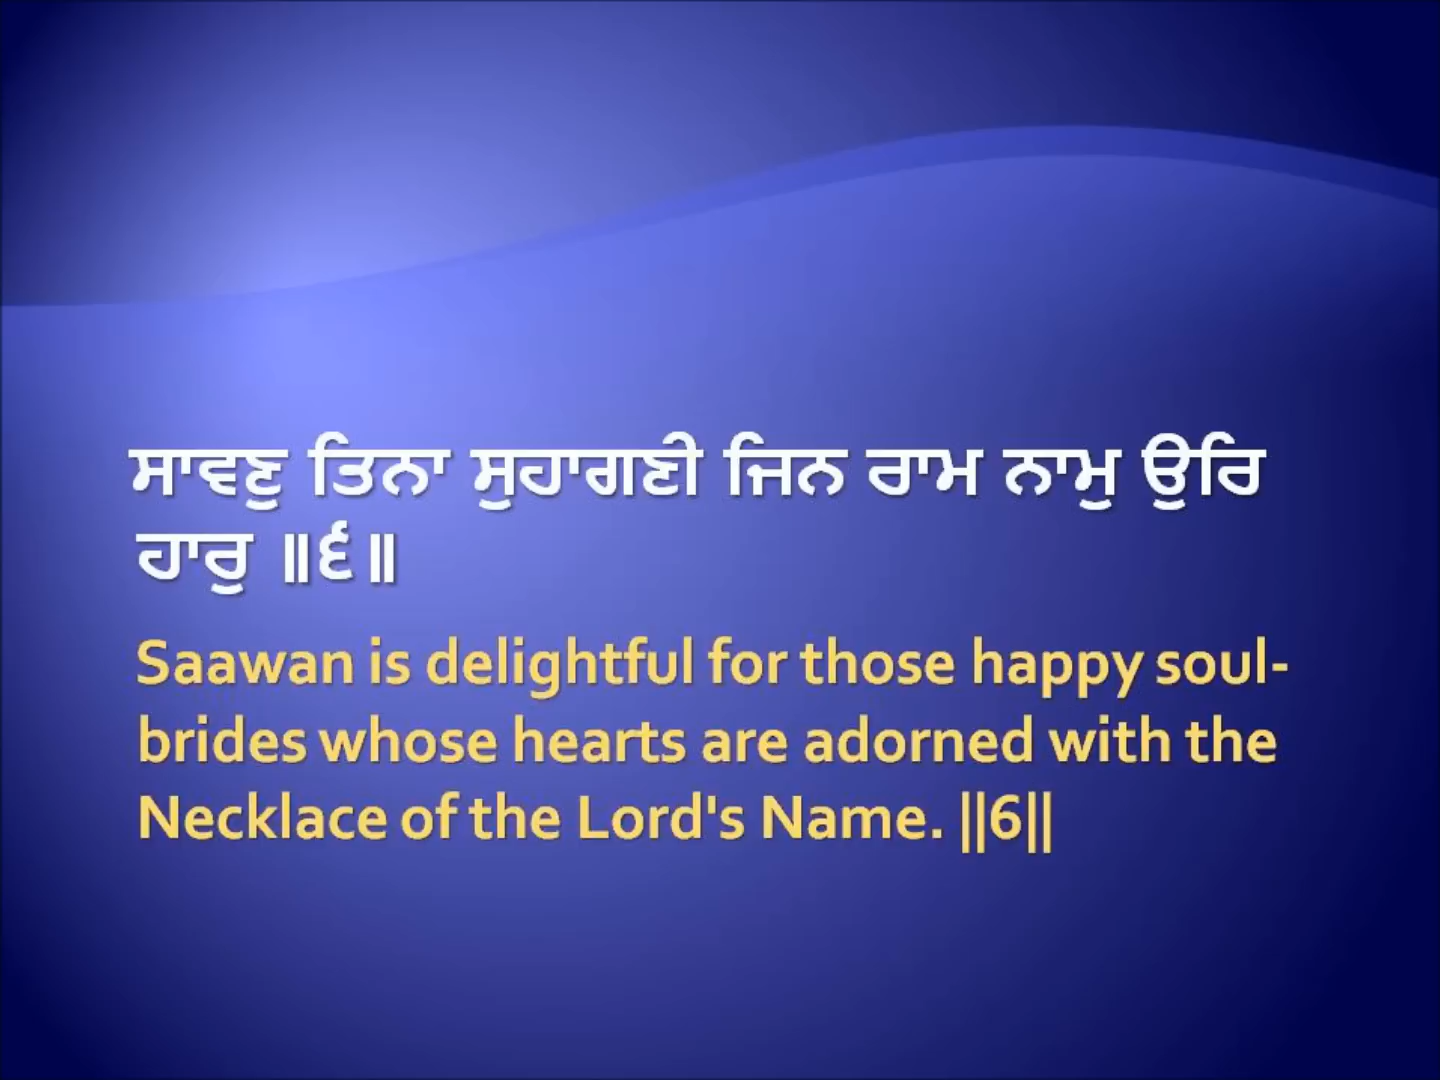 ਸਾਵਣੁ ਤਿਨਾ ਸੁਹਾਗਣੀ ਜਿਨ ਰਾਮ ਨਾਮੁ ਉਰਿ
ਹਾਰੁ ॥੬॥
Saawan is delightful for those happy soul-
brides whose hearts are adorned with the
Necklace of the Lord's Name. ||6||